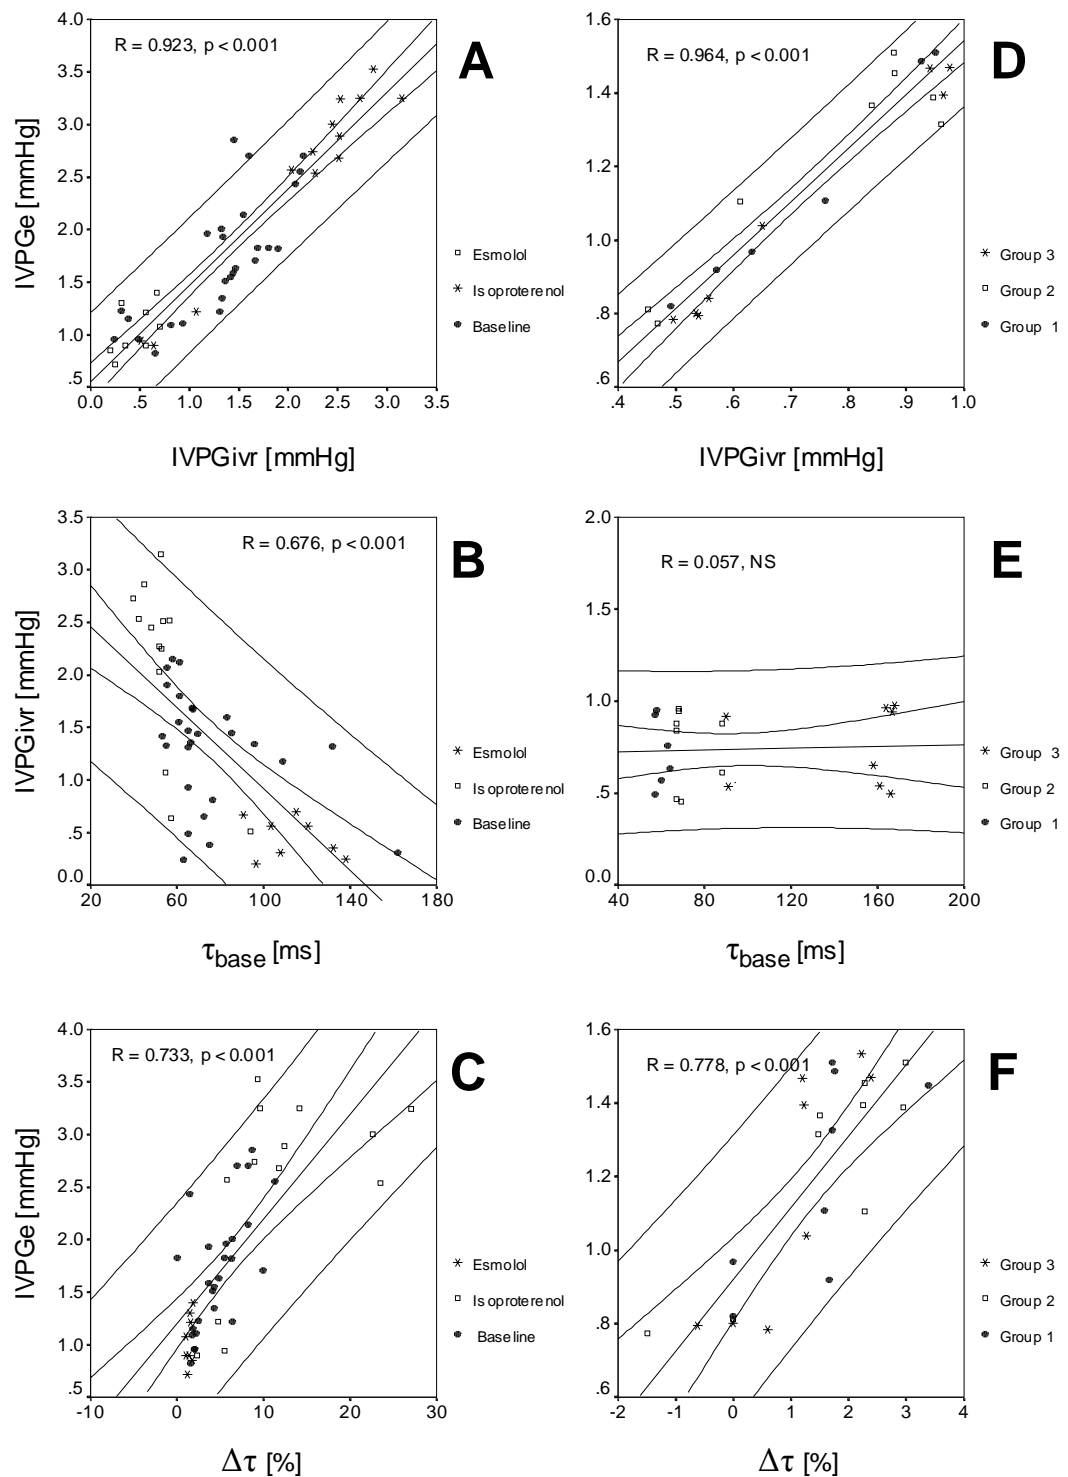 A
R = 0.923, p < 0.001
IVPGe [mmHg]
4.0
3.5
3.0
2.5
2.0
1.5
1.0
.5
0.0 .5 1.0 1.5 2.0 2.5 3.0 3.5
IVPGivr [mmHg]
Esmolol
Isoproterenol
Baseline
D
R = 0.964, p < 0.001
1.6
1.4
1.2
1.0
.8
.6
.4 .5 .6 .7 .8 .9 1.0
IVPGivr [mmHg]
Group 3
Group 2
Group 1
B
R = 0.676, p < 0.001
IVPGivr [mmHg]
3.5
3.0
2.5
2.0
1.5
1.0
.5
0.0
20 60 100 140 180
τbase [ms]
Esmolol
Isoproterenol
Baseline
E
R = 0.057, NS
2.0
1.5
1.0
.5
0.0
40 80 120 160 200
τbase [ms]
Group 3
Group 2
Group 1
C
R = 0.733, p < 0.001
IVPGe [mmHg]
4.0
3.5
3.0
2.5
2.0
1.5
1.0
.5
-10 0 10 20 30
Δτ [%]
Esmolol
Isoproterenol
Baseline
F
R = 0.778, p < 0.001
1.6
1.4
1.2
1.0
.8
.6
-2 -1 0 1 2 3 4
Δτ [%]
Group 3
Group 2
Group 1